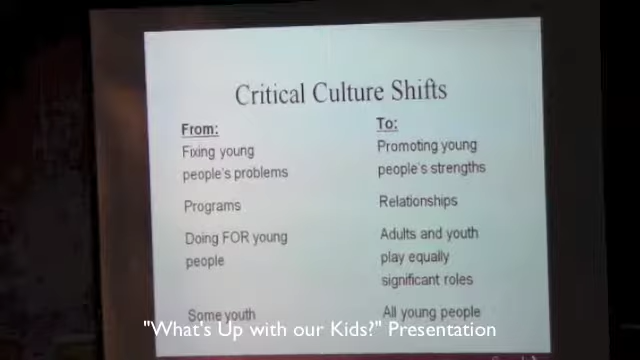 Critical Culture Shifts
From:
To:
Fixing young
people's problems
Promoting young
people's strengths
Programs
Relationships
Doing FOR young
people
Adults and youth
play equally
significant roles
Some youth
All young people
"What's Up with our Kids?" Presentation